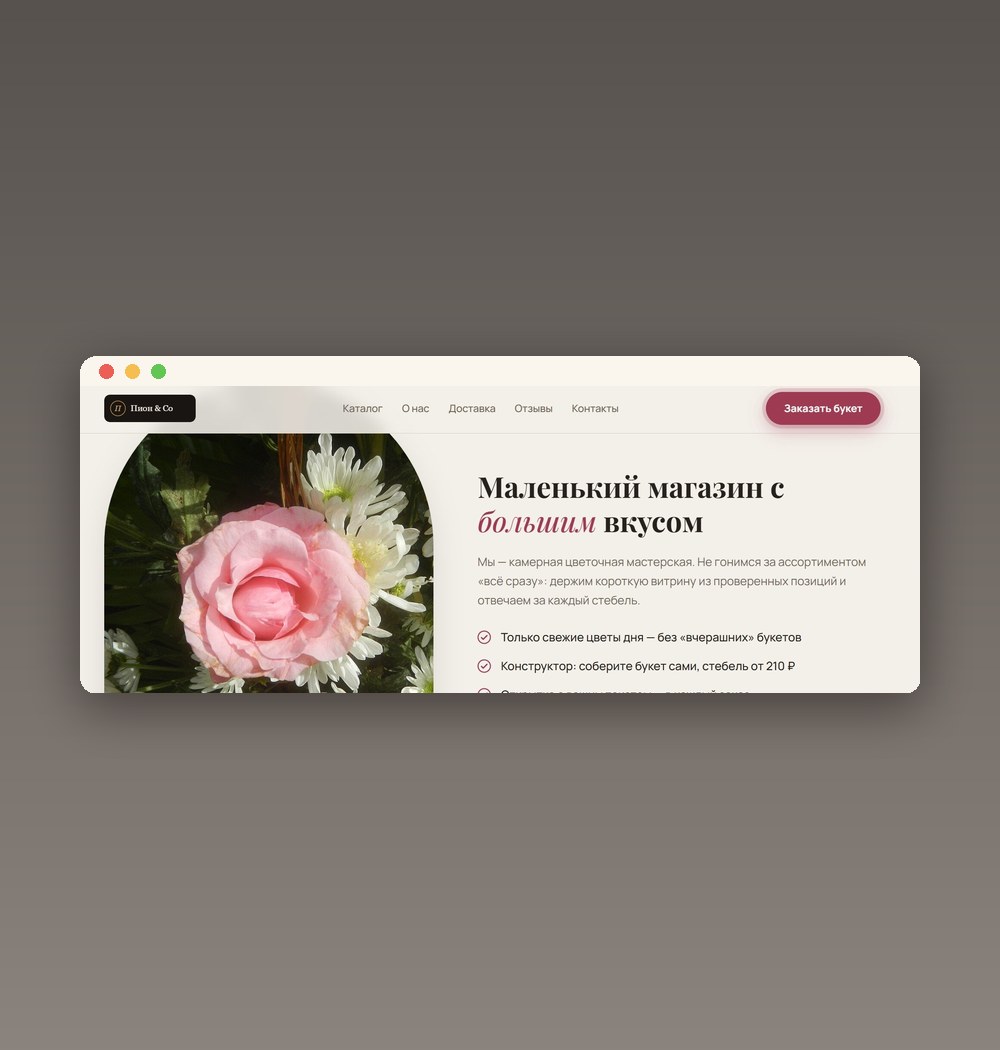 П Пион & Co
Каталог О нас Доставка Отзывы Контакты
Заказать букет
Маленький магазин с
большим вкусом
Мы — камерная цветочная мастерская. Не гонимся за ассортиментом
«всё сразу»: держим короткую витрину из проверенных позиций и
отвечаем за каждый стебель.
Только свежие цветы дня — без «вчерашних» букетов
Конструктор: соберите букет сами, стебель от 210 ₽